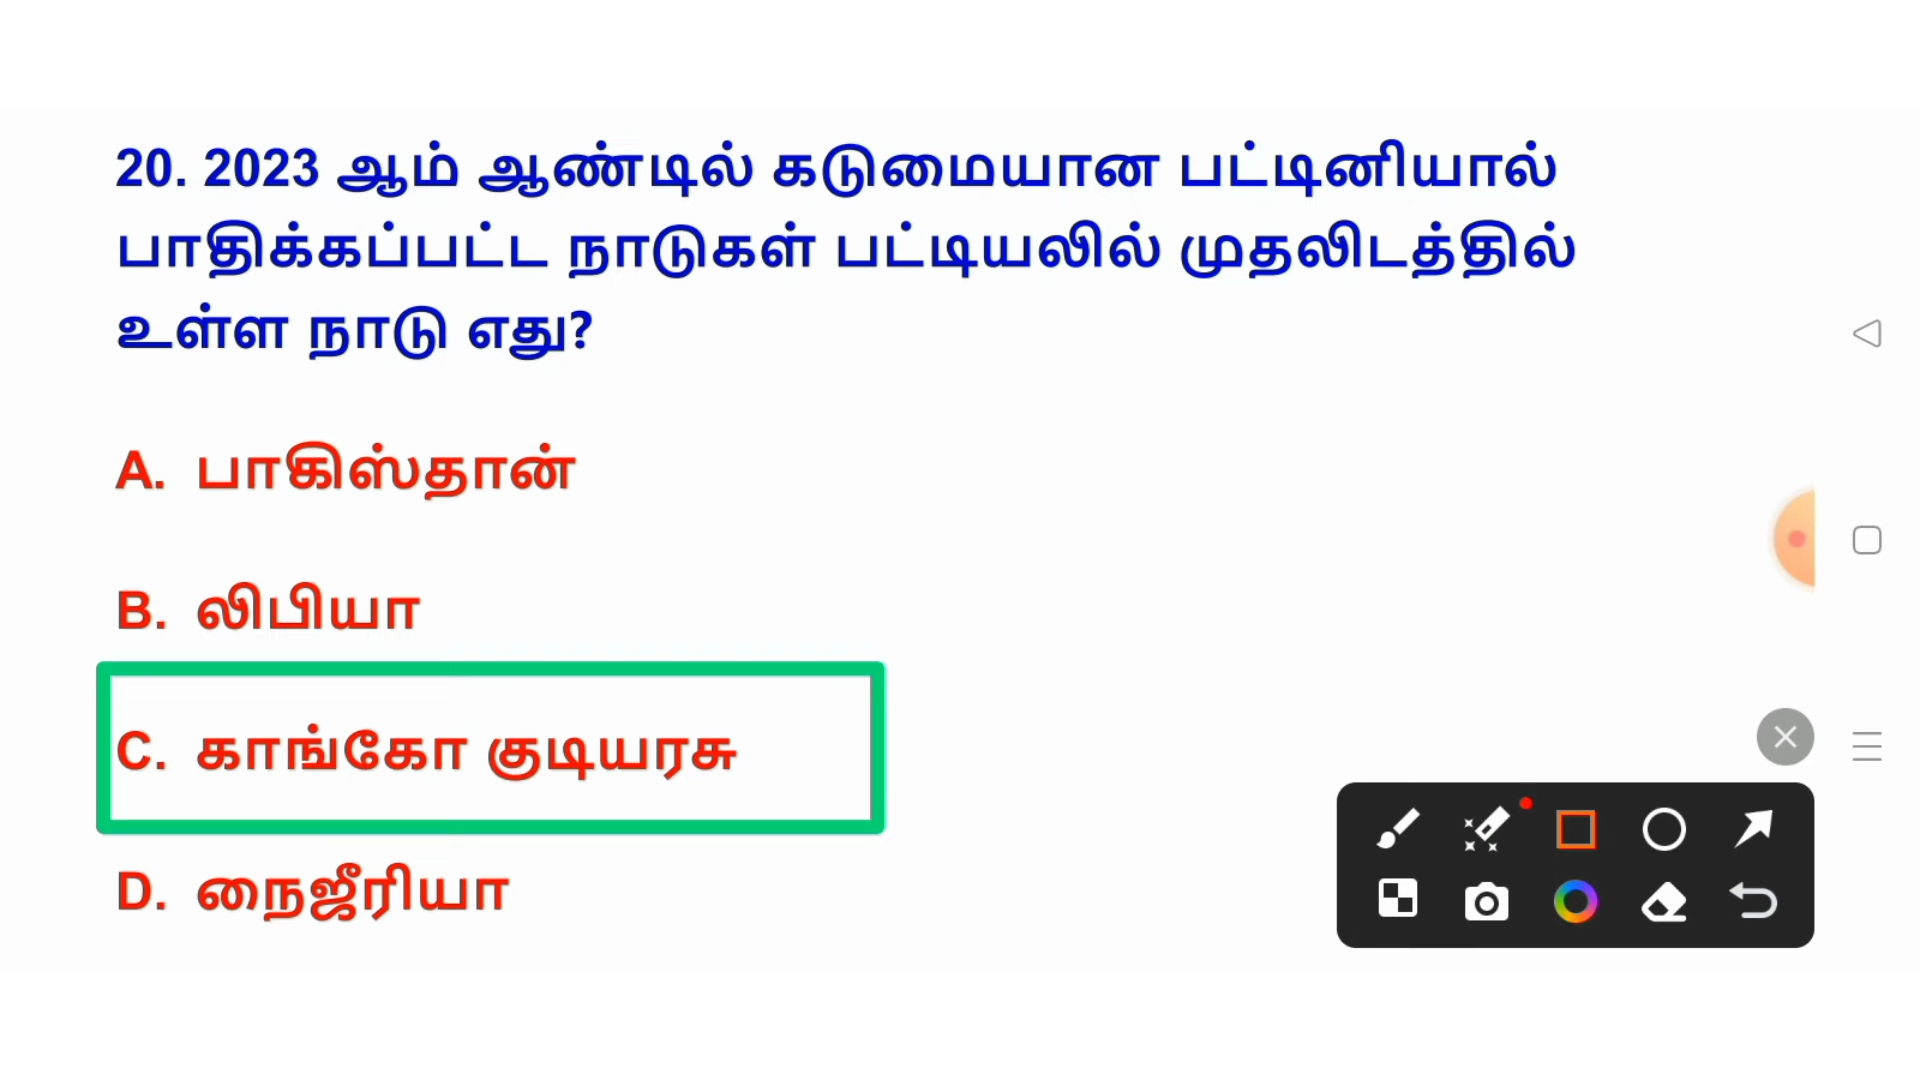 20. 2023 ஆம் ஆண்டில் கடுமையான பட்டினியால்
பாதிக்கப்பட்ட நாடுகள் பட்டியலில் முதலிடத்தில்
உள்ள நாடு எது?
A. பாகிஸ்தான்
B. லிபியா
C. காங்கோ குடியரசு
D. நைஜீரியா